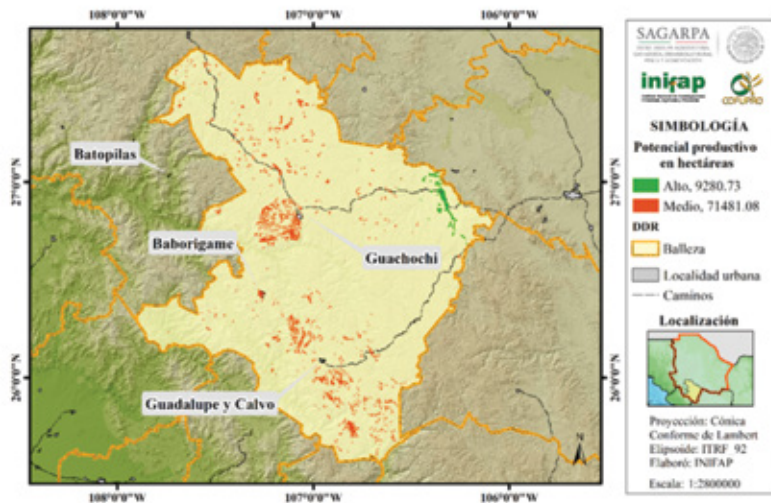 108°0'0"W
107°0'0"W
106°0'0"W
27°0'0"N
26°0'0"N
Batopilas
Baborigame
Guachochi
Guadalupe y Calvo
108°0'0"W
107°0'0"W
106°0'0"W
27°0'0"N
26°0'0"N
N
SAGARPA
inifap
COFUPRO
SIMBOLOGÍA
Potencial productivo
en hectáreas
Alto, 9280.73
Medio, 71481.08
DDR
Balleza
Localidad urbana
Caminos
Localización
Proyección: Cónica
Conforme de Lambert
Elipsoide: ITRF 92
Elaboró: INIFAP
Escala: 1:2800000